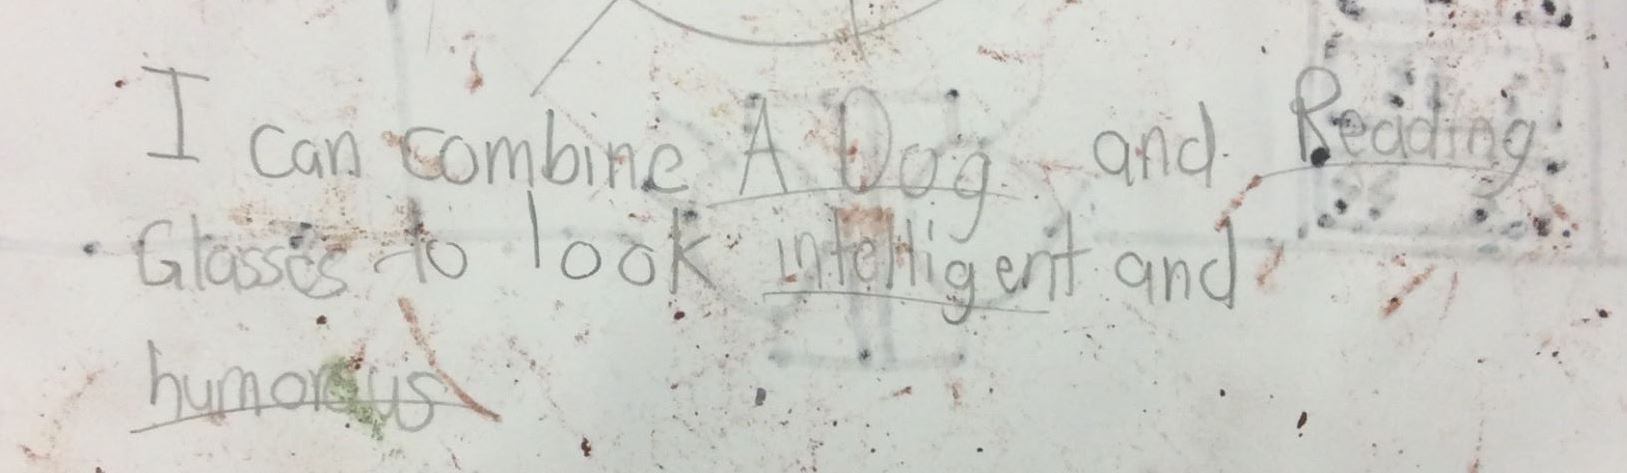 I can combine A Dog and Reading
Glasses to look intelligent and
humorous